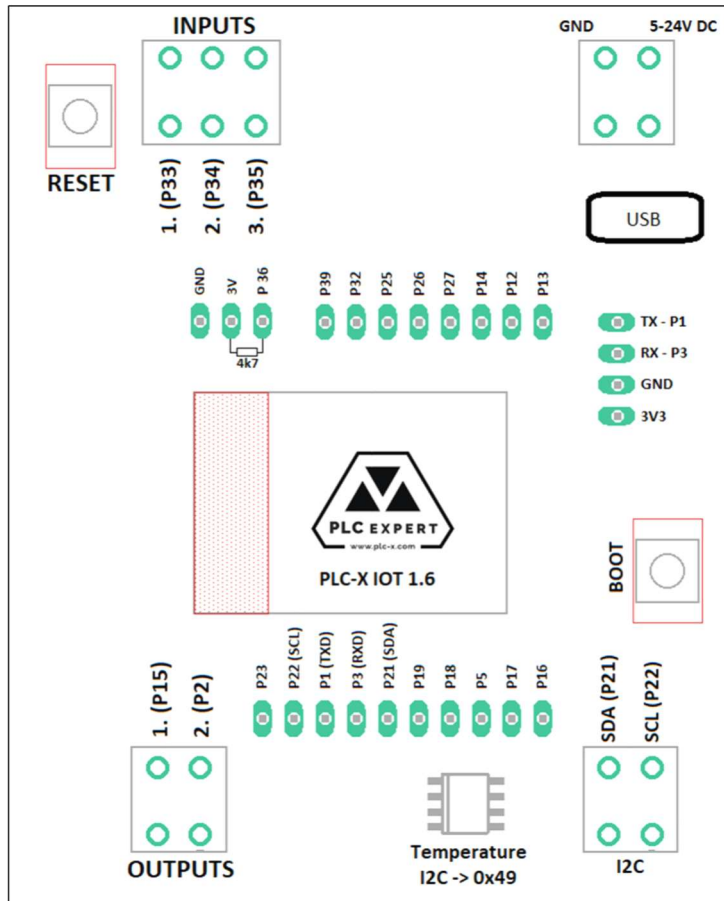 INPUTS
GND
5-24V DC
RESET
1. (P33)
2. (P34)
3. (P35)
USB
GND
3V
P 36
4k7
P39
P32
P25
P26
P27
P14
P12
P13
TX - P1
RX - P3
GND
3V3
PLC EXPERT
www.plc-x.com
PLC-X IOT 1.6
BOOT
P23
P22 (SCL)
P1 (TXD)
P3 (RXD)
P21 (SDA)
P19
P18
P5
P17
P16
1. (P15)
2. (P2)
OUTPUTS
Temperature
I2C -> 0x49
SDA (P21)
SCL (P22)
I2C